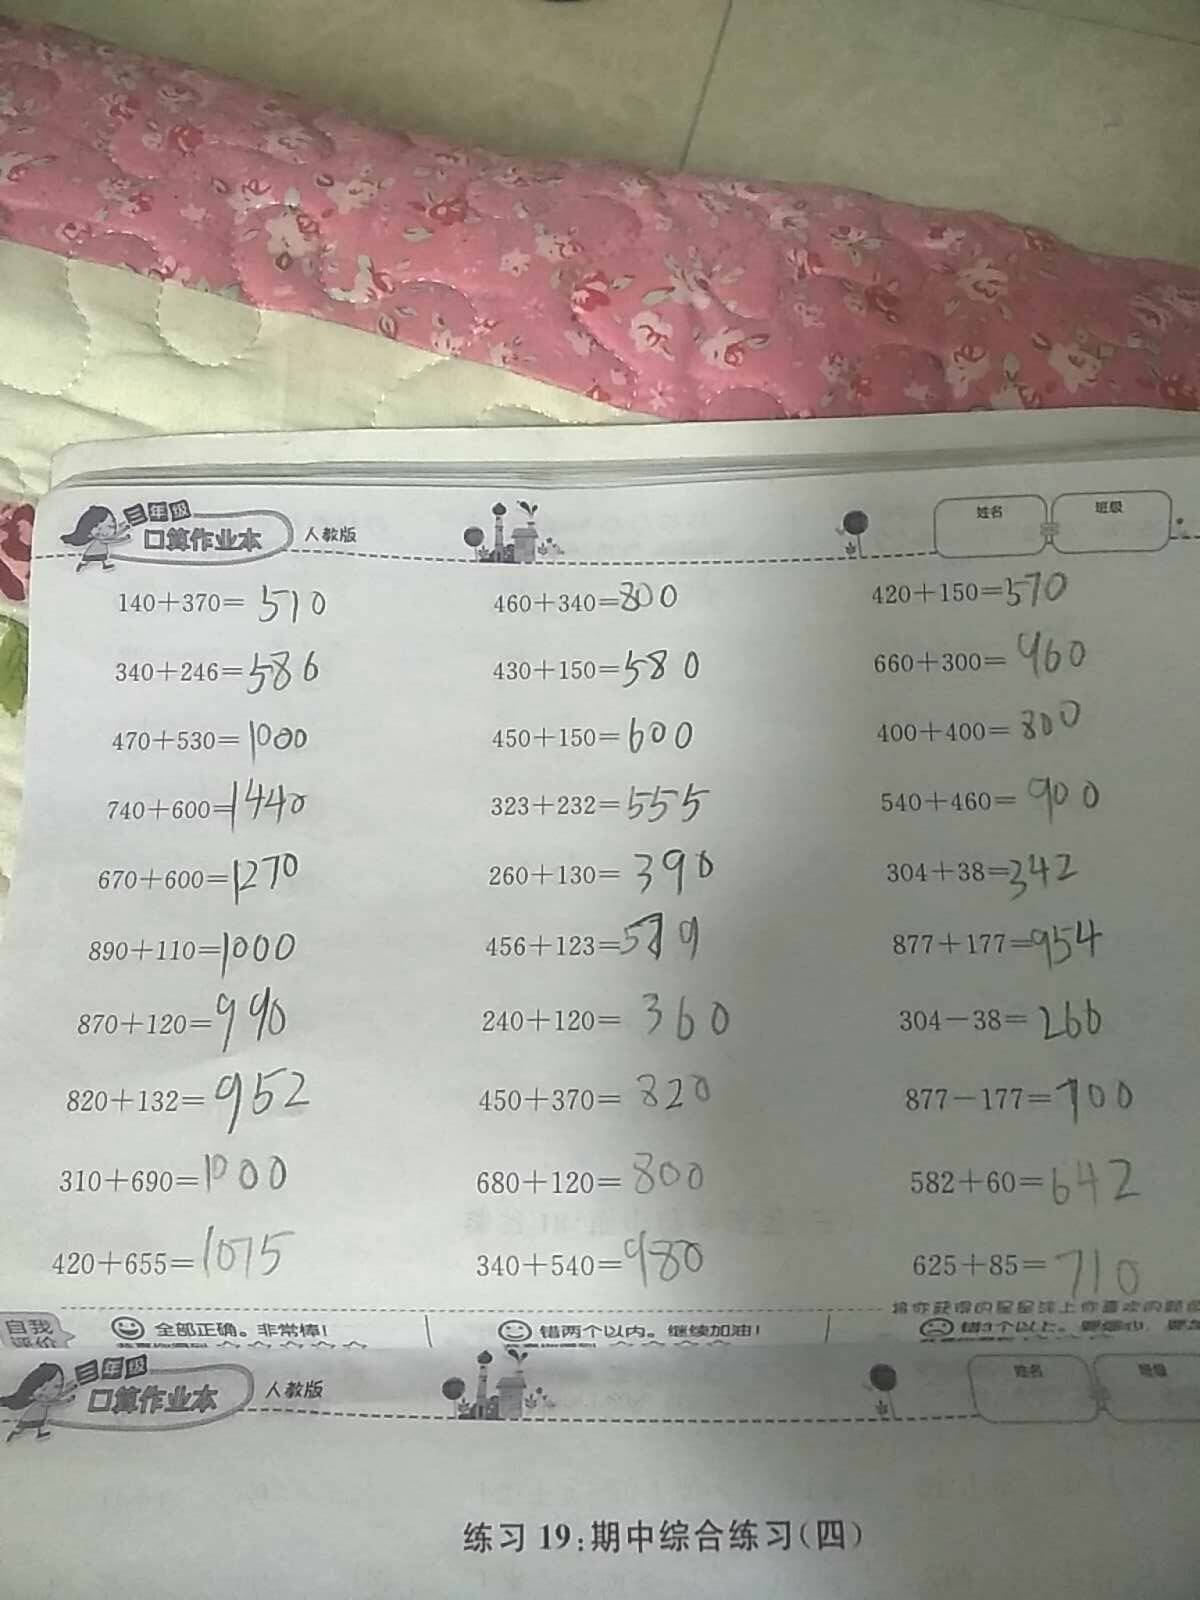 三年级
口算作业本 人教版 姓名 班级
140+370= 510 460+340=800 420+150=570
340+246=586 430+150=580 660+300= 960
470+530=1000 450+150=600 400+400= 800
740+600=1440 323+232=555 540+460= 900
670+600=1270 260+130= 390 304+38=342
890+110=1000 456+123=579 877+177=954
870+120=990 240+120= 360 304-38=266
820+132=952 450+370= 820 877-177=700
310+690=1000 680+120= 800 582+60=642
420+655=1075 340+540=980 625+85=710
将你获得的星星涂上你喜欢的颜色
自我评价 全部正确。非常棒! 错两个以内。继续加油! 错3个以上。要细心,
三年级
口算作业本 人教版 姓名 班级
练习 19:期中综合练习(四)